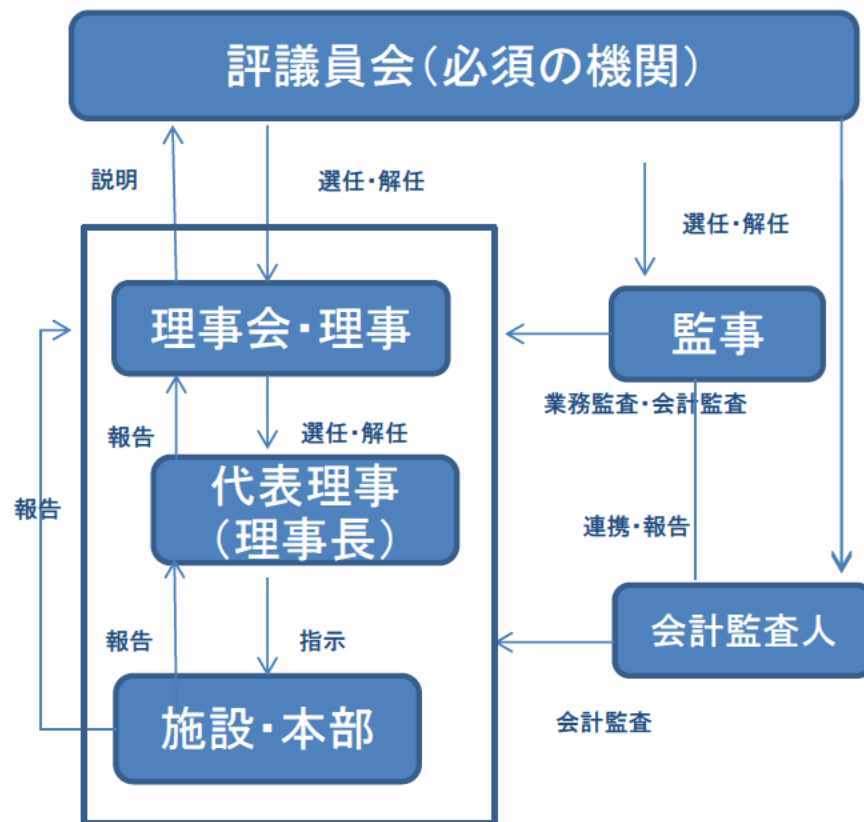 評議員会（必須の機関）
説明
選任・解任
選任・解任
理事会・理事
監事
業務監査・会計監査
報告
選任・解任
代表理事
（理事長）
報告
連携・報告
報告
指示
会計監査人
施設・本部
会計監査